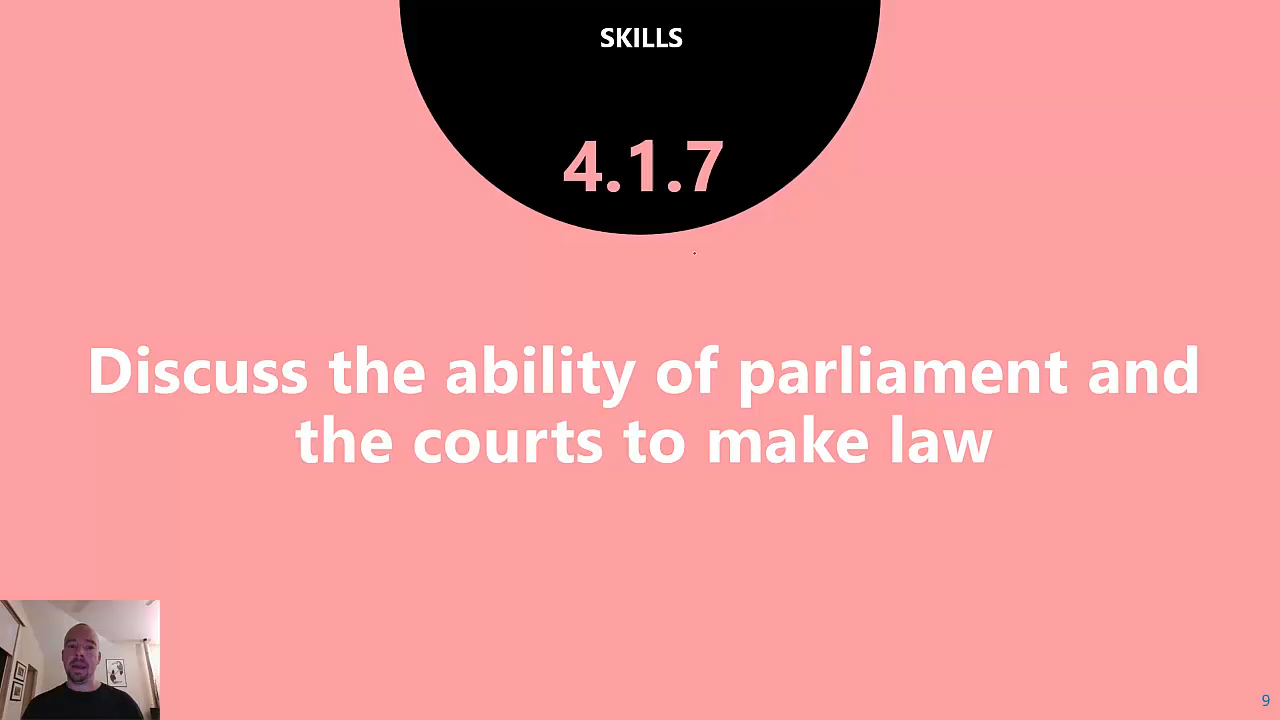 SKILLS
4.1.7
Discuss the ability of parliament and
the courts to make law
9